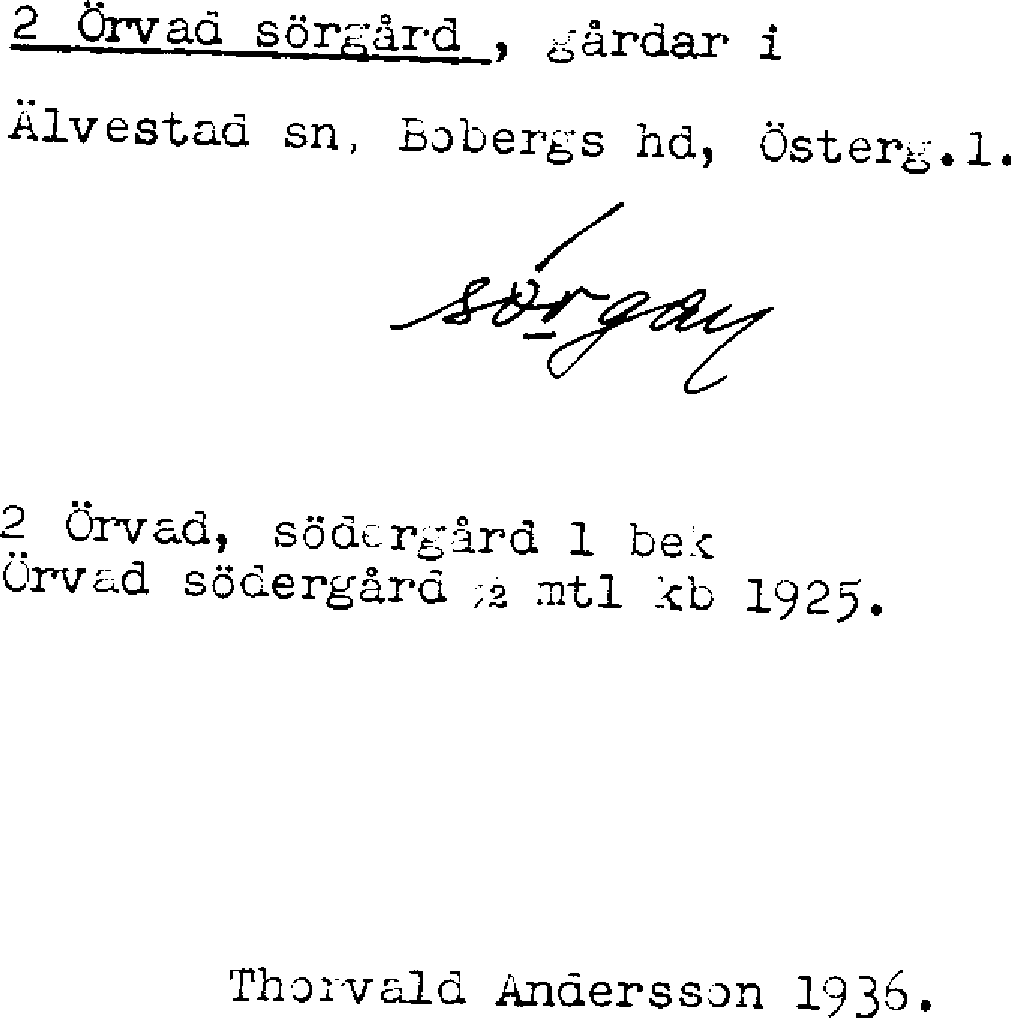 2 Örvad sörgård, gårdar i
Älvestad sn, Bobergs hd, Österg.l.
sörgaɳ
2 Örvad, södergård 1 bek
Örvad södergård ½ mtl kb 1925.
Thorvald Andersson 1936.